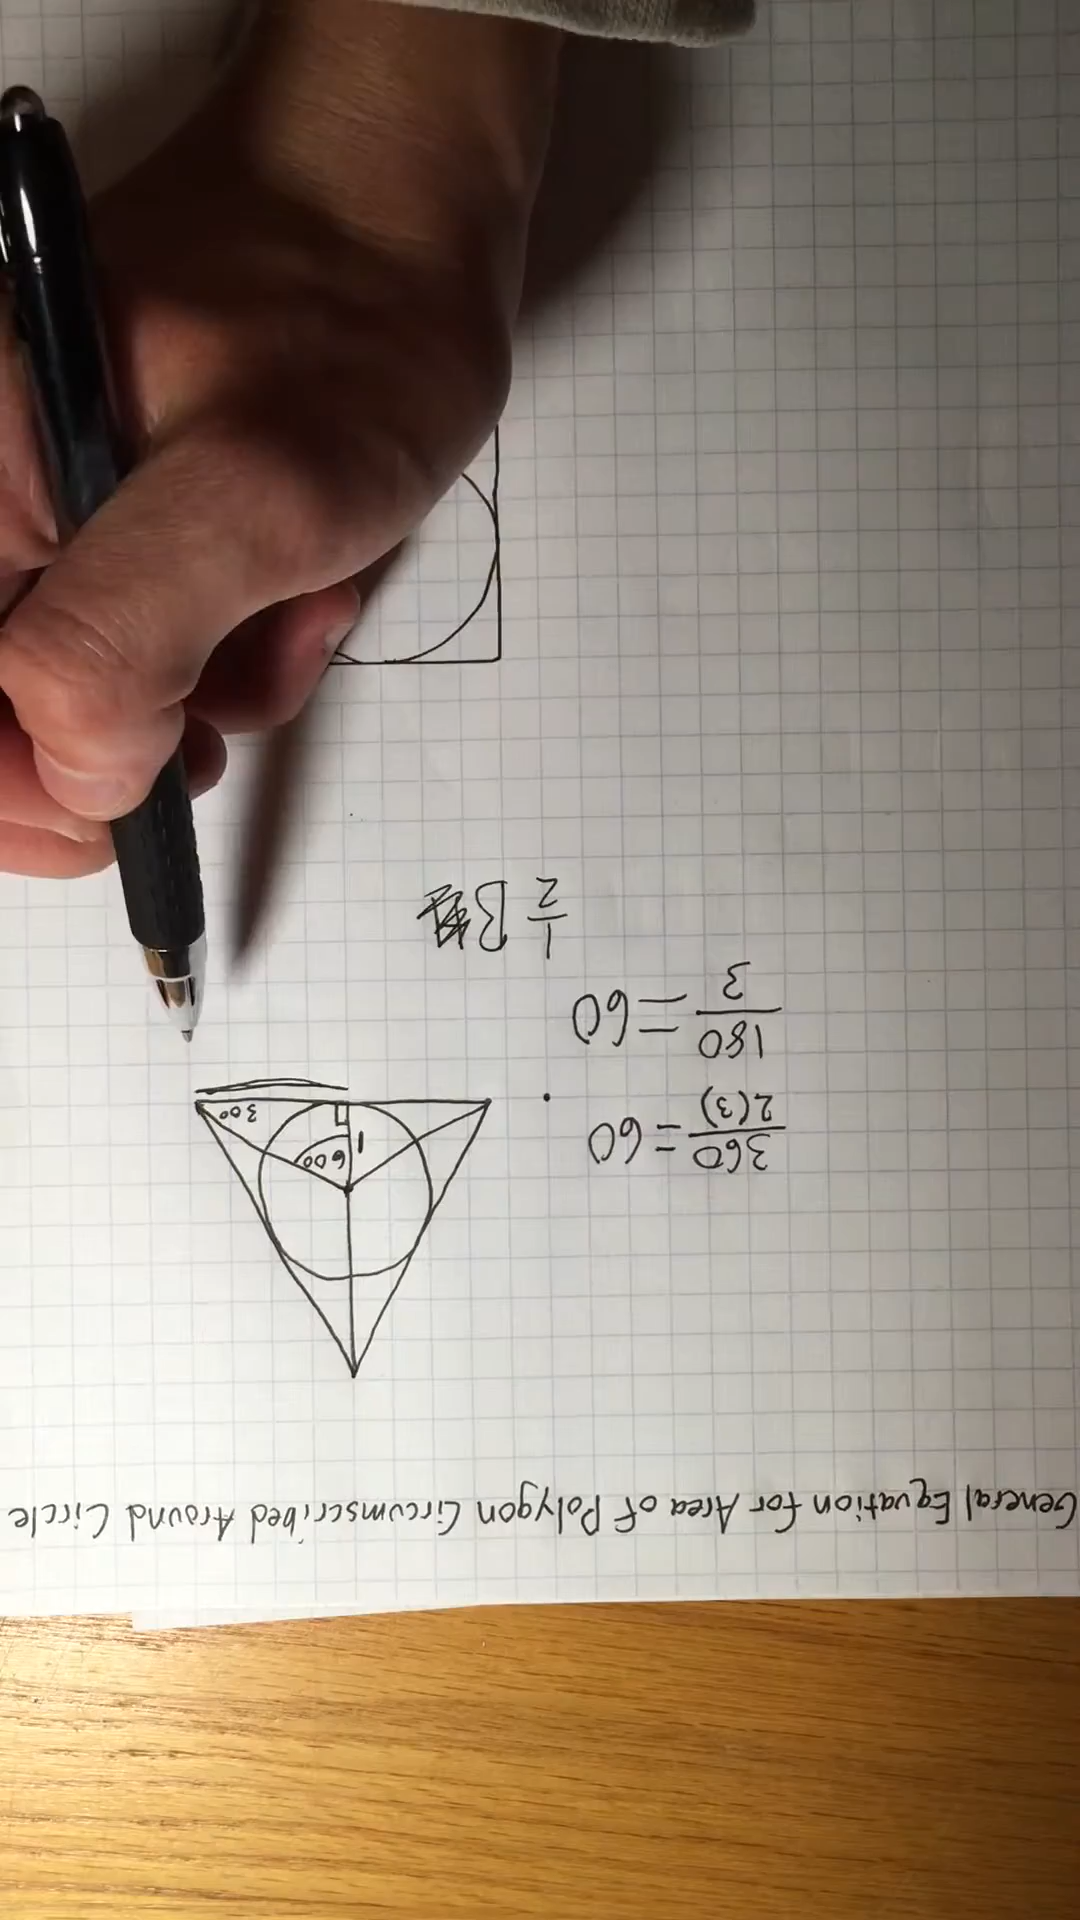 General Equation for Area of Polygon Circumscribed Around Circle
360/2(3) = 60
180/3 = 60
1/2 B
1
60°
30°